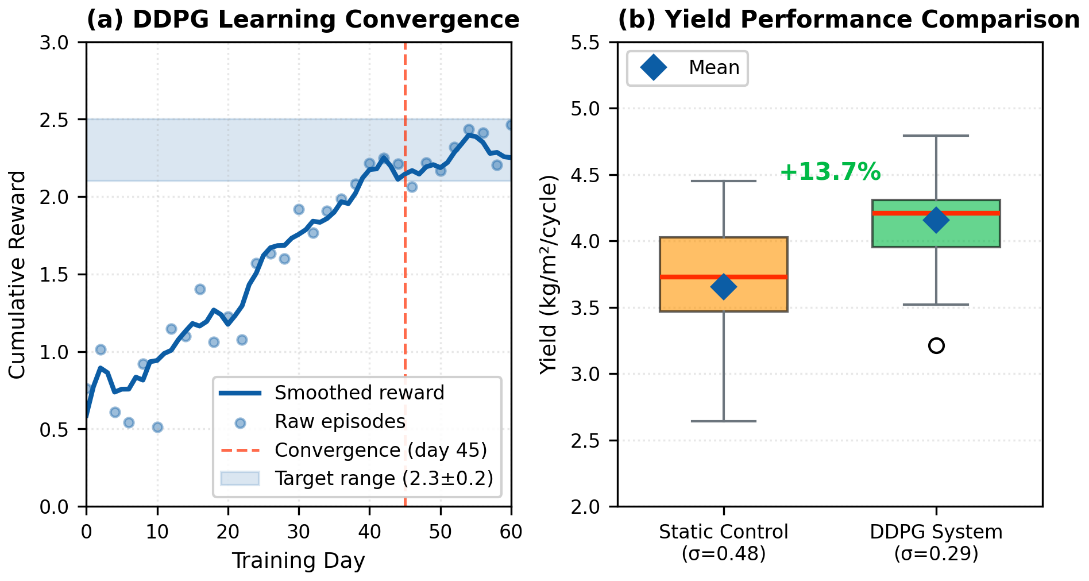 (a) DDPG Learning Convergence
3.0
2.5
2.0
1.5
1.0
0.5
0.0
Cumulative Reward
0 10 20 30 40 50 60
Training Day
Smoothed reward
Raw episodes
Convergence (day 45)
Target range (2.3±0.2)
(b) Yield Performance Comparison
5.5
5.0
4.5
4.0
3.5
3.0
2.5
2.0
Yield (kg/m²/cycle)
Mean
+13.7%
Static Control
(σ=0.48)
DDPG System
(σ=0.29)